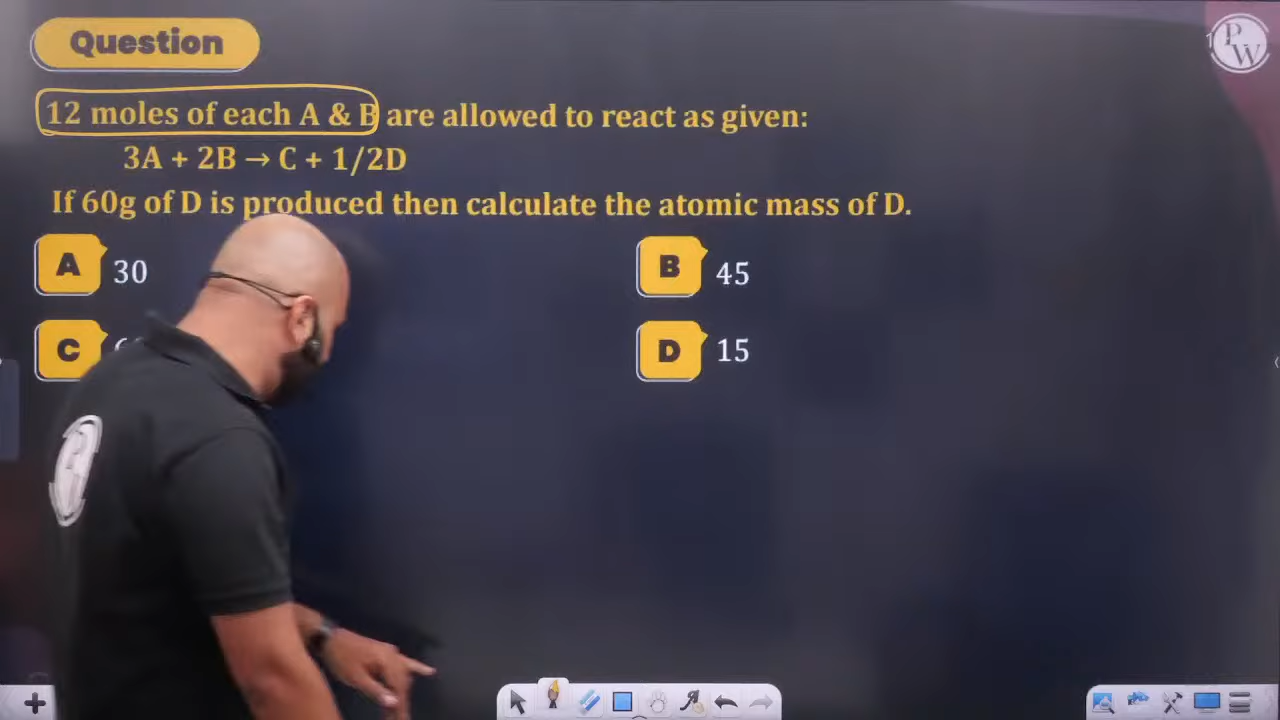 Question
12 moles of each A & B are allowed to react as given:
3A + 2B → C + 1/2D
If 60g of D is produced then calculate the atomic mass of D.
A 30
B 45
C
D 15
P
W